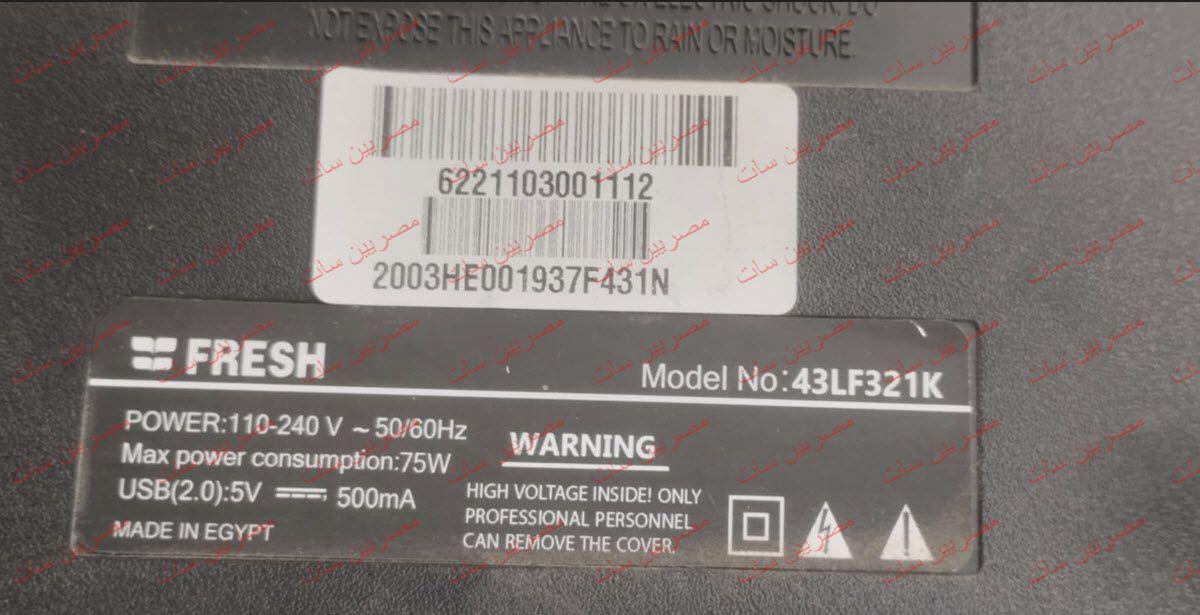 NOT EXPOSE THIS APPLIANCE TO RAIN OR MOISTURE.
6221103001112
2003HE001937F431N
FRESH
Model No:43LF321K
POWER:110-240 V ~ 50/60Hz
Max power consumption:75W
USB(2.0):5V 500mA
MADE IN EGYPT
WARNING
HIGH VOLTAGE INSIDE! ONLY
PROFESSIONAL PERSONNEL
CAN REMOVE THE COVER.
مصريين سات